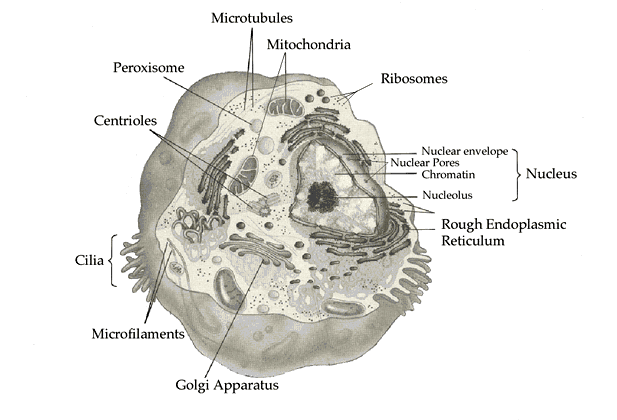 Microtubules
Mitochondria
Peroxisome
Ribosomes
Centrioles
Nuclear envelope
Nuclear Pores
Chromatin
Nucleus
Nucleolus
Rough Endoplasmic
Reticulum
Cilia
Microfilaments
Golgi Apparatus